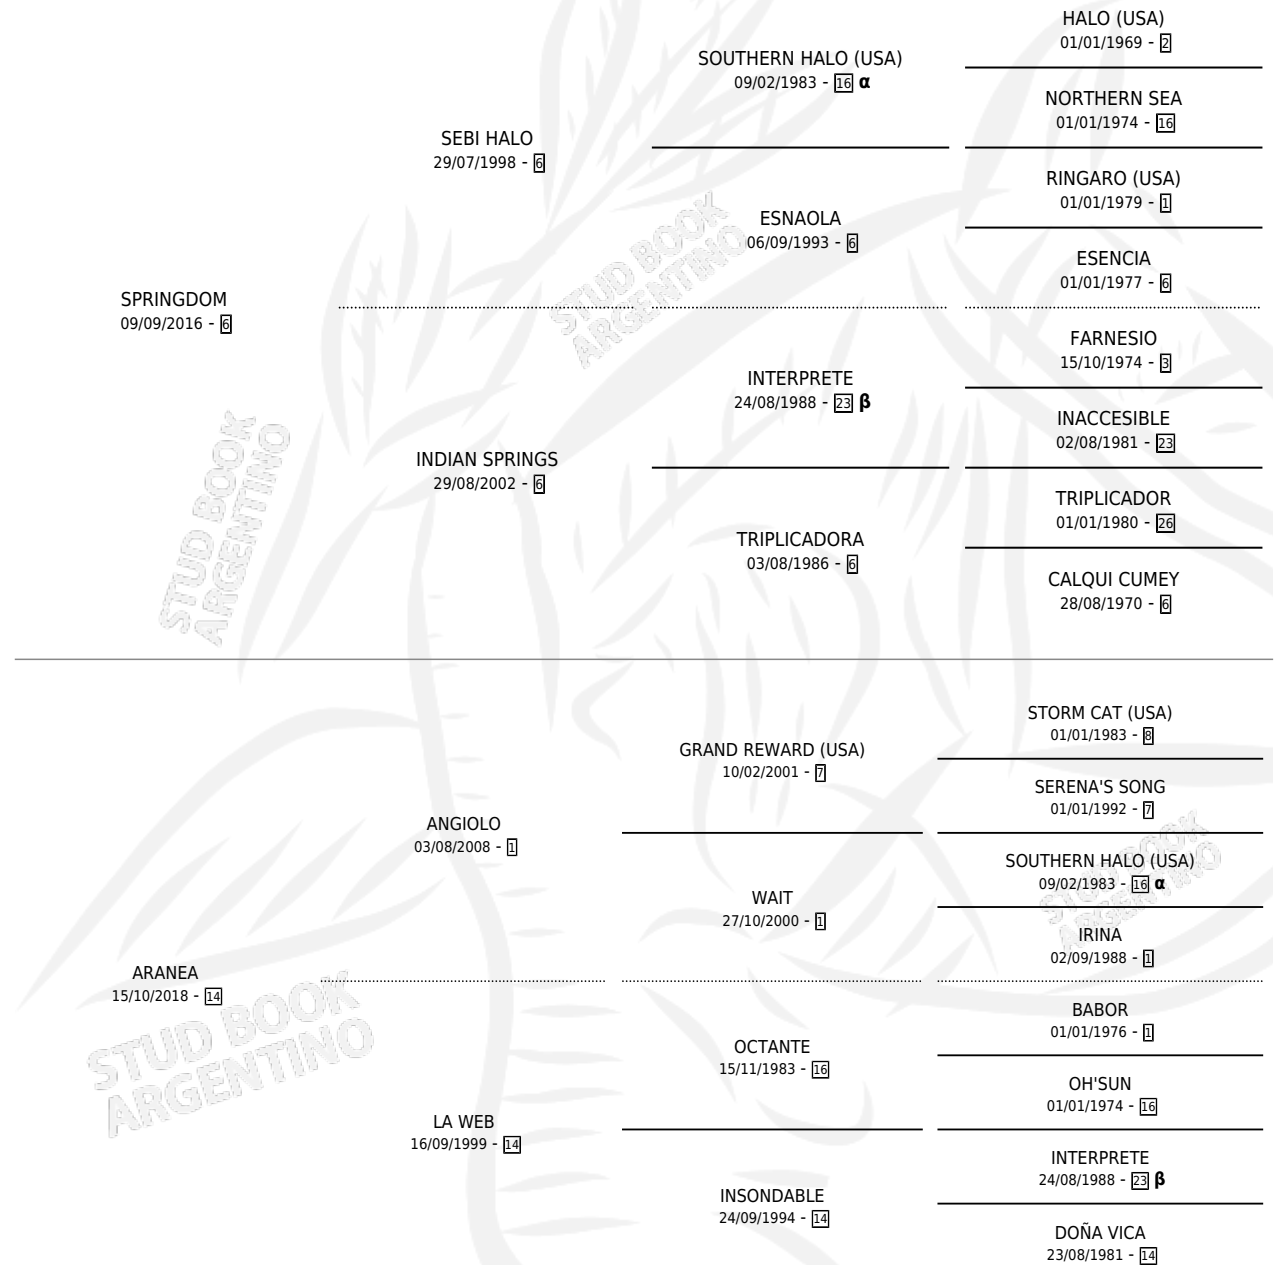 HALO (USA)
01/01/1969 - 2
SOUTHERN HALO (USA)
09/02/1983 - 16 α
NORTHERN SEA
01/01/1974 - 16
SEBI HALO
29/07/1998 - 6
RINGARO (USA)
01/01/1979 - 1
ESNAOLA
06/09/1993 - 6
ESENCIA
01/01/1977 - 6
SPRINGDOM
09/09/2016 - 6
FARNESIO
15/10/1974 - 3
INTERPRETE
24/08/1988 - 23 β
INACCESIBLE
02/08/1981 - 23
INDIAN SPRINGS
29/08/2002 - 6
TRIPLICADOR
01/01/1980 - 26
TRIPLICADORA
03/08/1986 - 6
CALQUI CUMEY
28/08/1970 - 6
STUD BOOK
ARGENTINO
STUD BOOK
ARGENTINO
STORM CAT (USA)
01/01/1983 - 8
GRAND REWARD (USA)
10/02/2001 - 7
SERENA'S SONG
01/01/1992 - 7
ANGIOLO
03/08/2008 - 1
SOUTHERN HALO (USA)
09/02/1983 - 16 α
WAIT
27/10/2000 - 1
IRINA
02/09/1988 - 1
ARANEA
15/10/2018 - 14
BABOR
01/01/1976 - 1
OCTANTE
15/11/1983 - 16
OH'SUN
01/01/1974 - 16
LA WEB
16/09/1999 - 14
INTERPRETE
24/08/1988 - 23 β
INSONDABLE
24/09/1994 - 14
DOÑA VICA
23/08/1981 - 14
STUD BOOK
ARGENTINO
STUD BOOK
ARGENTINO